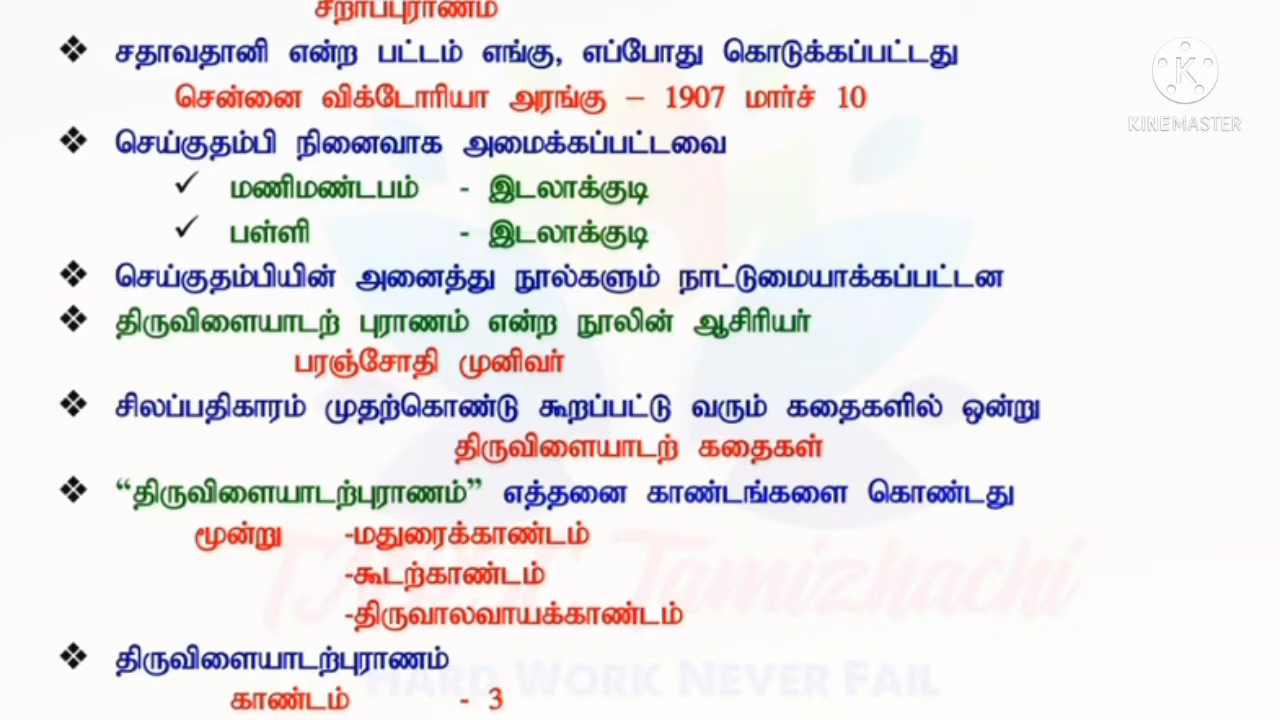 சீறாப்புராணம்
❖ சதாவதானி என்ற பட்டம் எங்கு, எப்போது கொடுக்கப்பட்டது
சென்னை விக்டோரியா அரங்கு – 1907 மார்ச் 10
❖ செய்குதம்பி நினைவாக அமைக்கப்பட்டவை
✓ மணிமண்டபம் - இடலாக்குடி
✓ பள்ளி - இடலாக்குடி
❖ செய்குதம்பியின் அனைத்து நூல்களும் நாட்டுமையாக்கப்பட்டன
❖ திருவிளையாடற் புராணம் என்ற நூலின் ஆசிரியர்
பரஞ்சோதி முனிவர்
❖ சிலப்பதிகாரம் முதற்கொண்டு கூறப்பட்டு வரும் கதைகளில் ஒன்று
திருவிளையாடற் கதைகள்
❖ “திருவிளையாடற்புராணம்” எத்தனை காண்டங்களை கொண்டது
மூன்று -மதுரைக்காண்டம்
-கூடற்காண்டம்
-திருவாலவாயக்காண்டம்
❖ திருவிளையாடற்புராணம்
காண்டம் - 3
KINEMASTER
Tamizhachi
HARD WORK NEVER FAIL